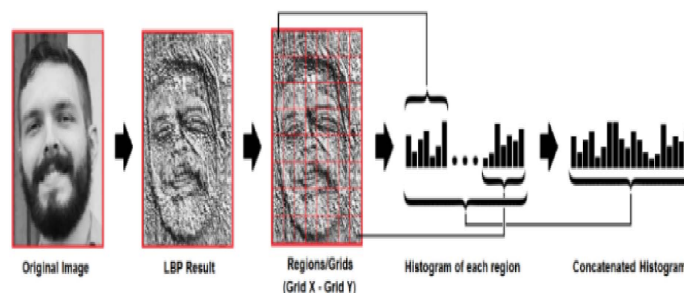 Original Image
LBP Result
Regions/Grids
(Grid X - Grid Y)
Histogram of each region
Concatenated Histogram